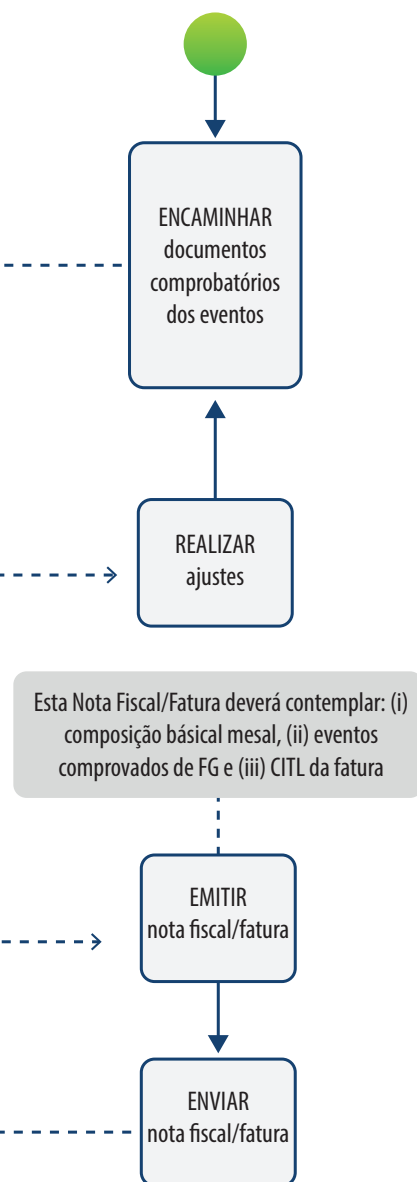 ENCAMINHAR
documentos
comprobatórios
dos eventos
REALIZAR
ajustes
Esta Nota Fiscal/Fatura deverá contemplar: (i)
composição básical mesal, (ii) eventos
comprovados de FG e (iii) CITL da fatura
EMITIR
nota fiscal/fatura
ENVIAR
nota fiscal/fatura